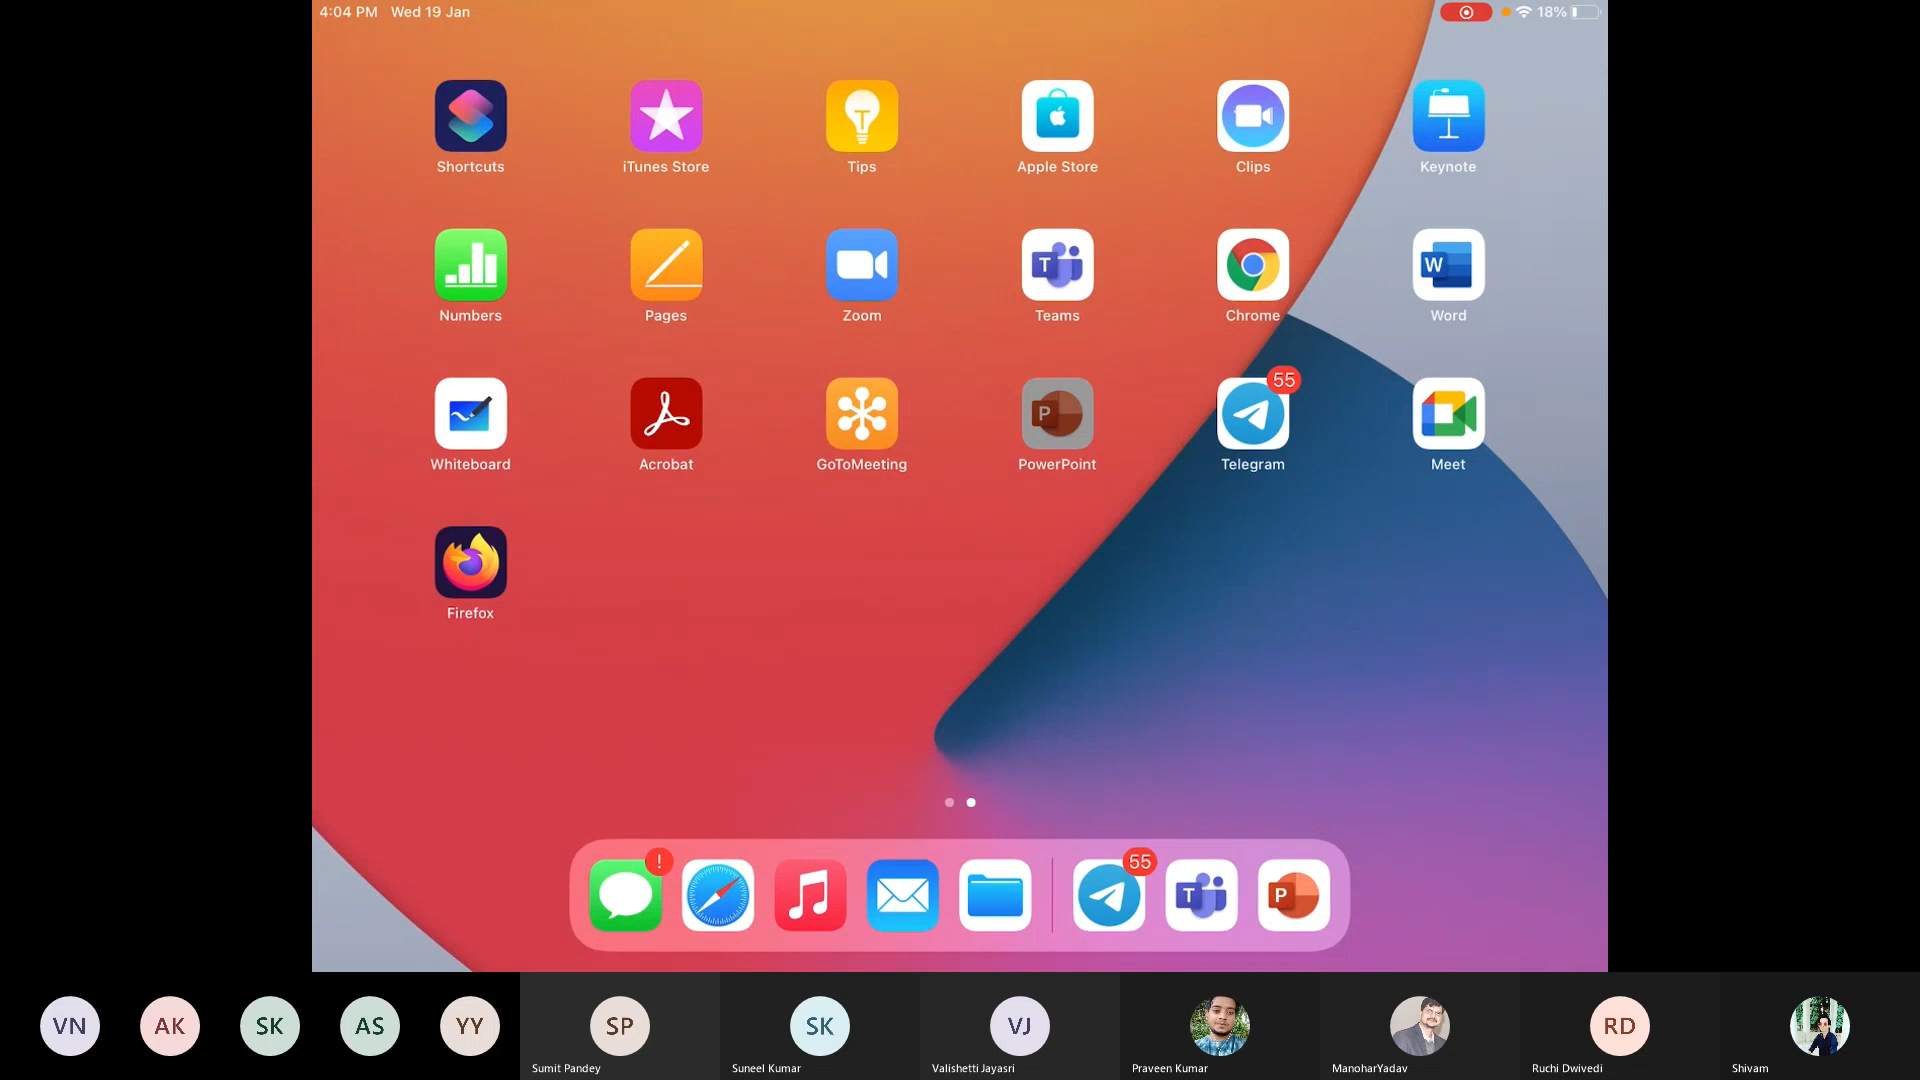 4:04 PM Wed 19 Jan
18%
Shortcuts
iTunes Store
T
Tips
Apple Store
Clips
Keynote
Numbers
Pages
Zoom
T
Teams
Chrome
W
Word
Whiteboard
Acrobat
GoToMeeting
P
PowerPoint
55
Telegram
Meet
Firefox
!
55
T
P
VN
AK
SK
AS
YY
SP
Sumit Pandey
SK
Suneel Kumar
VJ
Valishetti Jayasri
Praveen Kumar
ManoharYadav
RD
Ruchi Dwivedi
Shivam